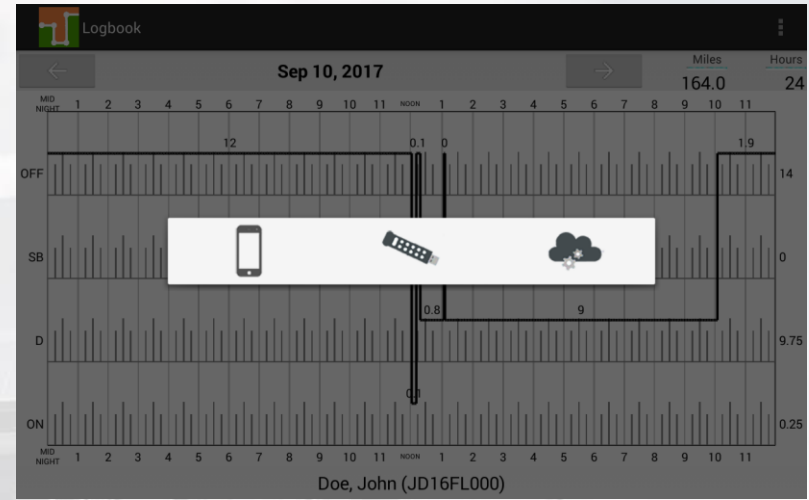 Logbook
Miles Hours
Sep 10, 2017
164.0 24
MID NIGHT 1 2 3 4 5 6 7 8 9 10 11 NOON 1 2 3 4 5 6 7 8 9 10 11
12 0.1 0 1.9
OFF 14
SB 0
0.8 9
D 9.75
0.1
ON 0.25
MID NIGHT 1 2 3 4 5 6 7 8 9 10 11 NOON 1 2 3 4 5 6 7 8 9 10 11
Doe, John (JD16FL000)